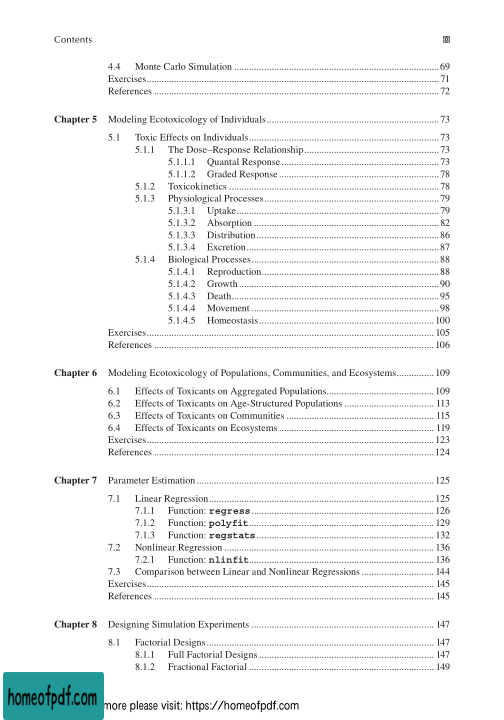 Contents
4.4 Monte Carlo Simulation ........ 69
Exercises ........ 71
References ........ 72
Chapter 5 Modeling Ecotoxicology of Individuals ........ 73
5.1 Toxic Effects on Individuals ........ 73
5.1.1 The Dose–Response Relationship ........ 73
5.1.1.1 Quantal Response ........ 73
5.1.1.2 Graded Response ........ 78
5.1.2 Toxicokinetics ........ 78
5.1.3 Physiological Processes ........ 79
5.1.3.1 Uptake ........ 79
5.1.3.2 Absorption ........ 82
5.1.3.3 Distribution ........ 86
5.1.3.4 Excretion ........ 87
5.1.4 Biological Processes ........ 88
5.1.4.1 Reproduction ........ 88
5.1.4.2 Growth ........ 90
5.1.4.3 Death ........ 95
5.1.4.4 Movement ........ 98
5.1.4.5 Homeostasis ........ 100
Exercises ........ 105
References ........ 106
Chapter 6 Modeling Ecotoxicology of Populations, Communities, and Ecosystems ........ 109
6.1 Effects of Toxicants on Aggregated Populations ........ 109
6.2 Effects of Toxicants on Age-Structured Populations ........ 113
6.3 Effects of Toxicants on Communities ........ 115
6.4 Effects of Toxicants on Ecosystems ........ 119
Exercises ........ 123
References ........ 124
Chapter 7 Parameter Estimation ........ 125
7.1 Linear Regression ........ 125
7.1.1 Function: regress ........ 126
7.1.2 Function: polyfit ........ 129
7.1.3 Function: regstats ........ 132
7.2 Nonlinear Regression ........ 136
7.2.1 Function: nlinfit ........ 136
7.3 Comparison between Linear and Nonlinear Regressions ........ 144
Exercises ........ 145
References ........ 145
Chapter 8 Designing Simulation Experiments ........ 147
8.1 Factorial Designs ........ 147
8.1.1 Full Factorial Designs ........ 147
8.1.2 Fractional Factorial ........ 149
homeofpdf.com
more please visit: https://homeofpdf.com